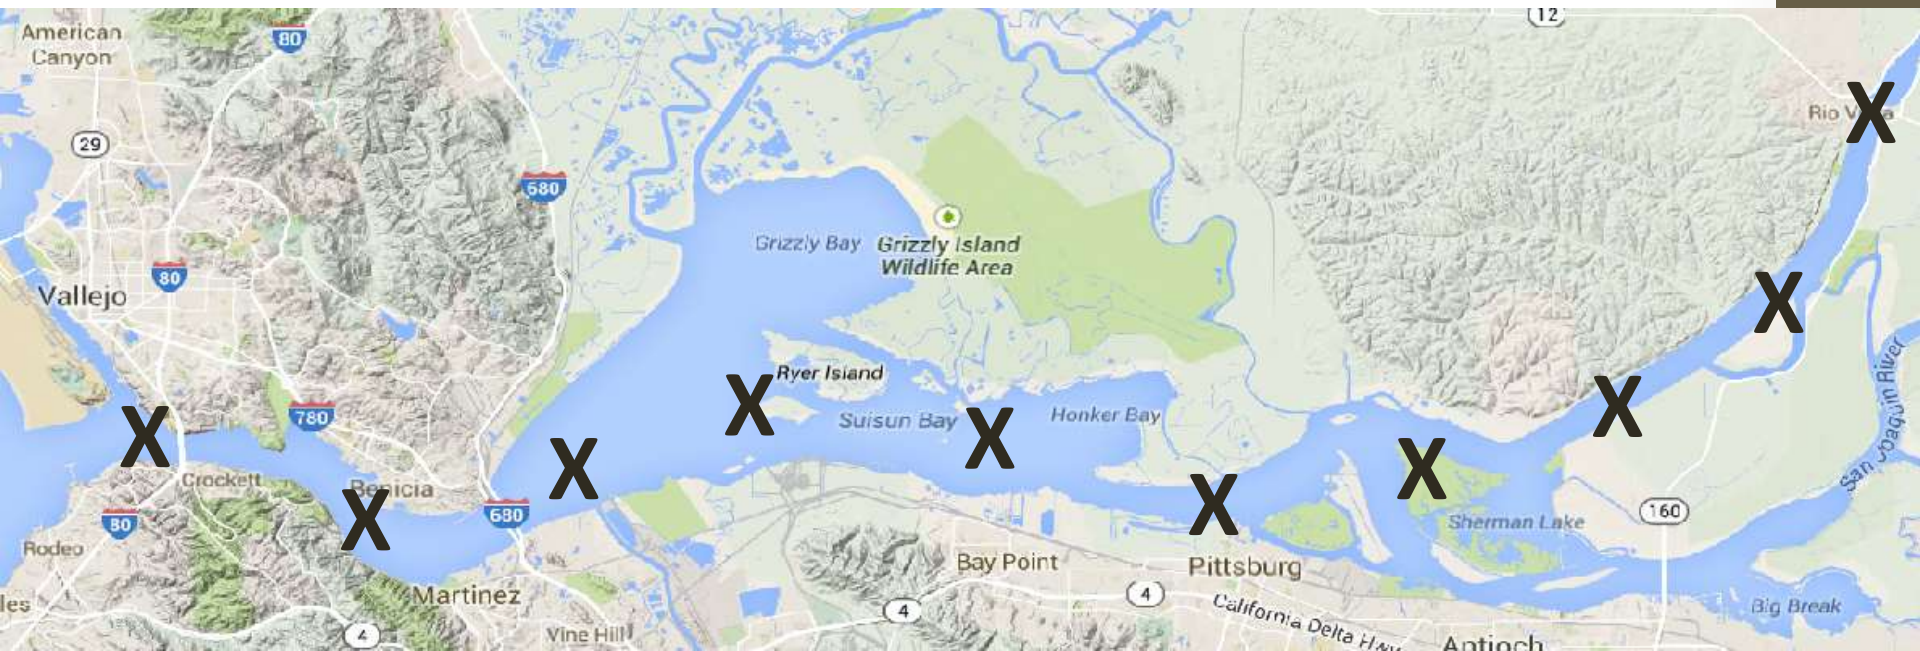 American
Canyon
80
12
29
Rio V
680
Grizzly Bay
Grizzly Island
Wildlife Area
80
Vallejo
X
X
Ryer Island
X
X
Suisun Bay
X
Honker Bay
X
780
X
X
X
X
Crockett
Benicia
X
680
80
Rodeo
les
Martinez
4
Vine Hill
Bay Point
4
Pittsburg
4
California Delta Hwy
Antioch
Sherman Lake
160
San Joaquin River
Big Break